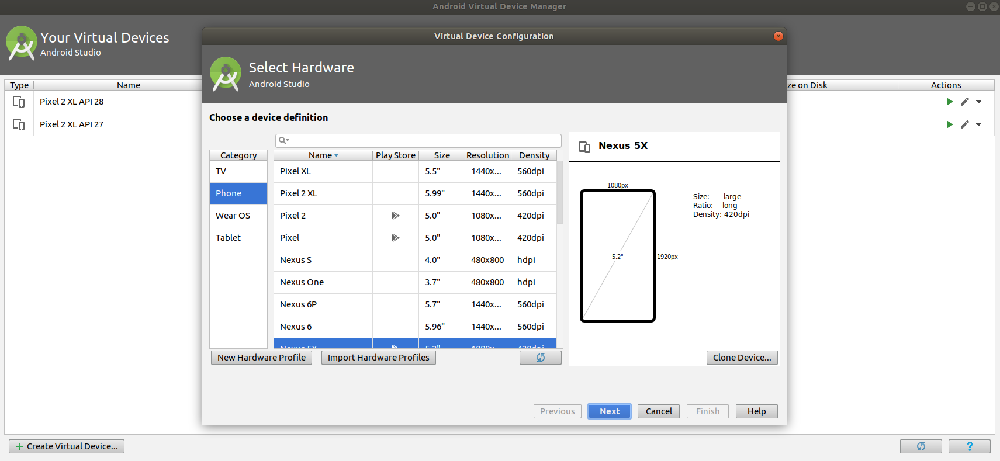 Android Virtual Device Manager
Your Virtual Devices
Android Studio
Type Name ze on Disk Actions
Pixel 2 XL API 28
Pixel 2 XL API 27
Virtual Device Configuration
Select Hardware
Android Studio
Choose a device definition
Category
TV
Phone
Wear OS
Tablet
Name Play Store Size Resolution Density
Pixel XL 5.5" 1440x... 560dpi
Pixel 2 XL 5.99" 1440x... 560dpi
Pixel 2 5.0" 1080x... 420dpi
Pixel 5.0" 1080x... 420dpi
Nexus S 4.0" 480x800 hdpi
Nexus One 3.7" 480x800 hdpi
Nexus 6P 5.7" 1440x... 560dpi
Nexus 6 5.96" 1440x... 560dpi
Nexus 5X 5.2" 1080x... 420dpi
New Hardware Profile Import Hardware Profiles
Nexus 5X
1080px
5.2"
1920px
Size: large
Ratio: long
Density: 420dpi
Clone Device...
Previous Next Cancel Finish Help
Create Virtual Device... ?